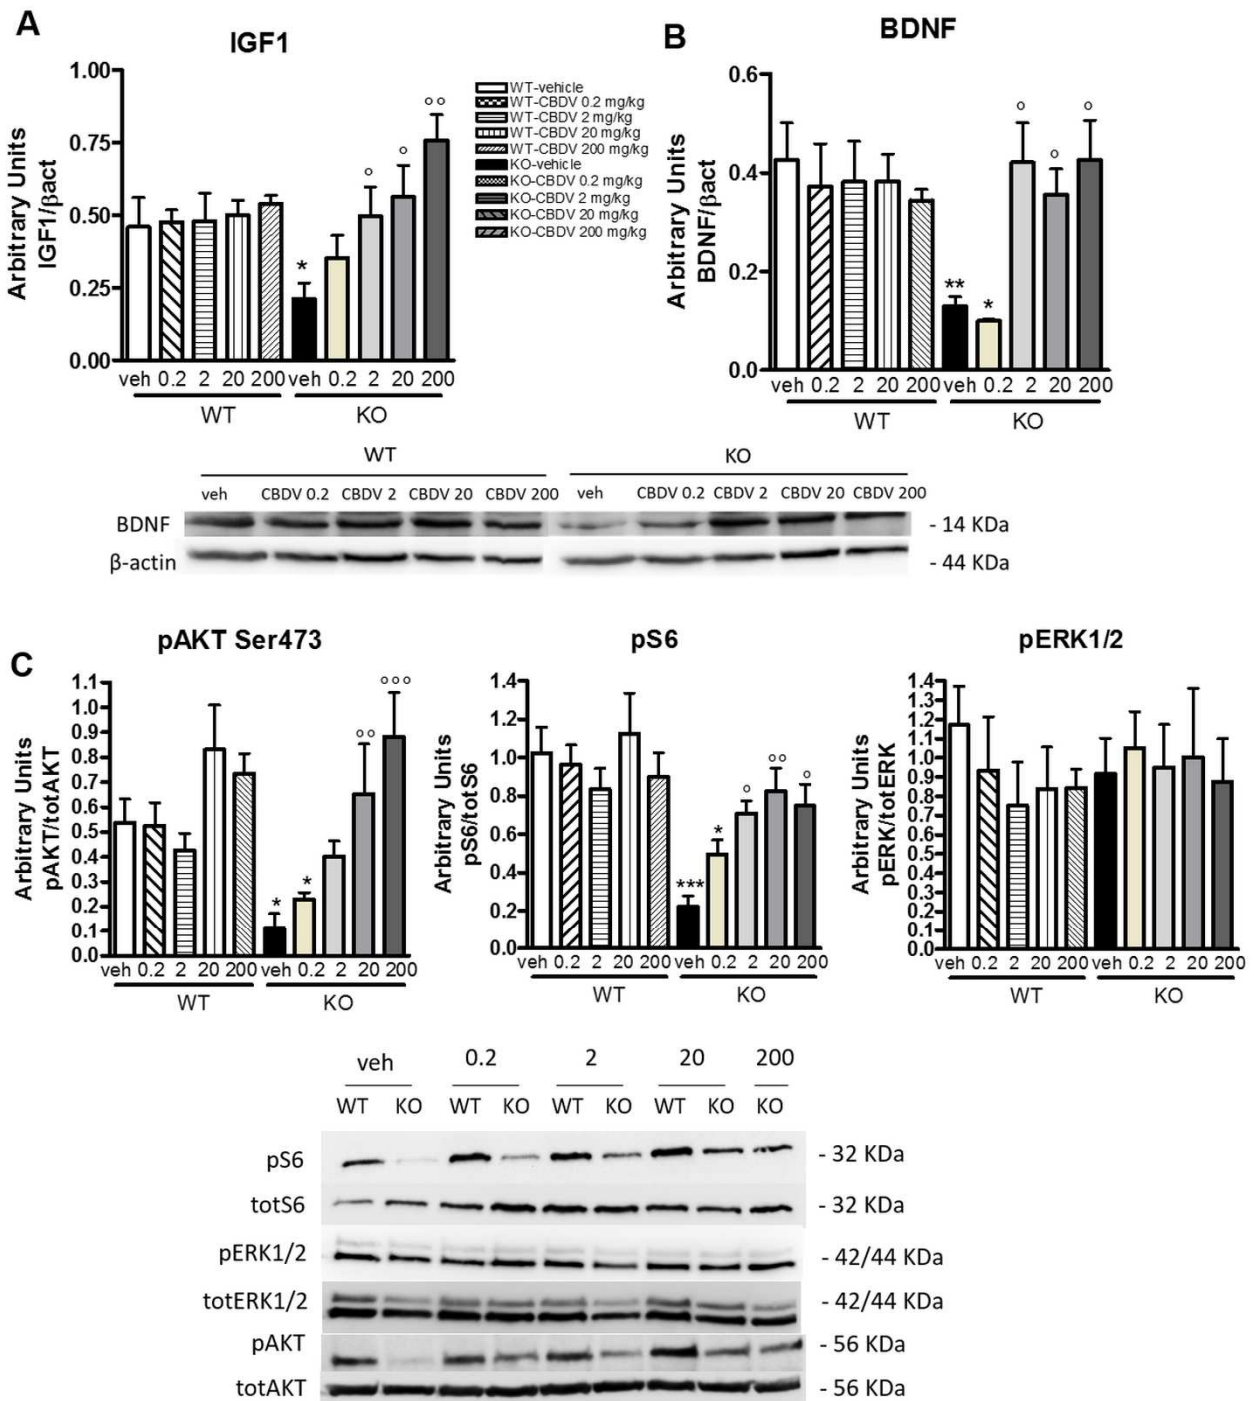 A
IGF1
Arbitrary Units
IGF1/βact
1.00
0.75
0.50
0.25
0.00
*
° ° ° °°
veh 0.2 2 20 200 veh 0.2 2 20 200
WT KO
WT-vehicle
WT-CBDV 0.2 mg/kg
WT-CBDV 2 mg/kg
WT-CBDV 20 mg/kg
WT-CBDV 200 mg/kg
KO-vehicle
KO-CBDV 0.2 mg/kg
KO-CBDV 2 mg/kg
KO-CBDV 20 mg/kg
KO-CBDV 200 mg/kg
B
BDNF
Arbitrary Units
BDNF/βact
0.6
0.4
0.2
0.0
** * ° ° °
veh 0.2 2 20 200 veh 0.2 2 20 200
WT KO
WT KO
veh CBDV 0.2 CBDV 2 CBDV 20 CBDV 200 veh CBDV 0.2 CBDV 2 CBDV 20 CBDV 200
BDNF - 14 KDa
β-actin - 44 KDa
C
pAKT Ser473
Arbitrary Units
pAKT/totAKT
1.1
1.0
0.9
0.8
0.7
0.6
0.5
0.4
0.3
0.2
0.1
0.0
* * °° °°°
veh 0.2 2 20 200 veh 0.2 2 20 200
WT KO
pS6
Arbitrary Units
pS6/totS6
1.4
1.2
1.0
0.8
0.6
0.4
0.2
0.0
*** * ° °° °
veh 0.2 2 20 200 veh 0.2 2 20 200
WT KO
pERK1/2
Arbitrary Units
pERK/totERK
1.4
1.3
1.2
1.1
1.0
0.9
0.8
0.7
0.6
0.5
0.4
0.3
0.2
0.1
0.0
veh 0.2 2 20 200 veh 0.2 2 20 200
WT KO
veh 0.2 2 20 200
WT KO WT KO WT KO WT KO KO
pS6 - 32 KDa
totS6 - 32 KDa
pERK1/2 - 42/44 KDa
totERK1/2 - 42/44 KDa
pAKT - 56 KDa
totAKT - 56 KDa